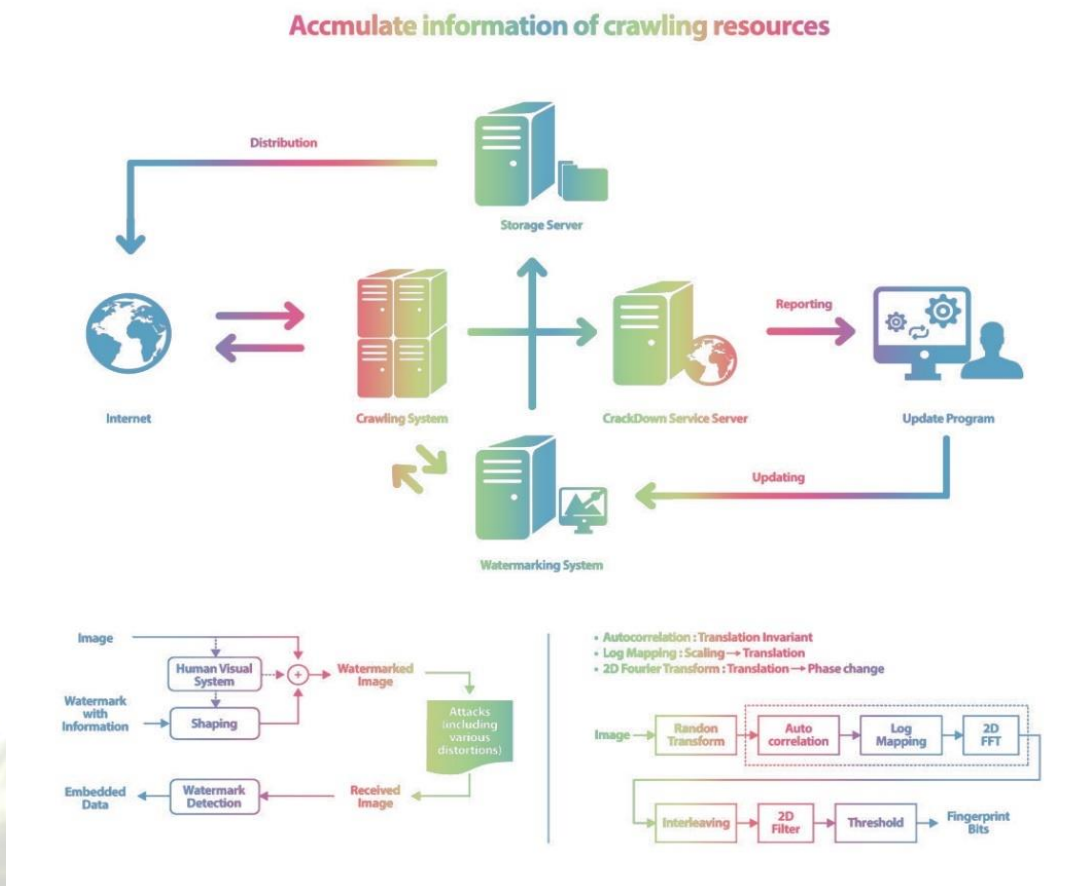 Accmulate information of crawling resources
Distribution
Storage Server
Internet
Crawling System
CrackDown Service Server
Reporting
Update Program
Updating
Watermarking System
Image
Human Visual
System
+
Watermarked
Image
Watermark
with
Information
Shaping
Attacks
(including
various
distortions)
Embedded
Data
Watermark
Detection
Received
Image
• Autocorrelation : Translation Invariant
• Log Mapping : Scaling → Translation
• 2D Fourier Transform : Translation → Phase change
Image
Randon
Transform
Auto
correlation
Log
Mapping
2D
FFT
Interleaving
2D
Filter
Threshold
Fingerprint
Bits